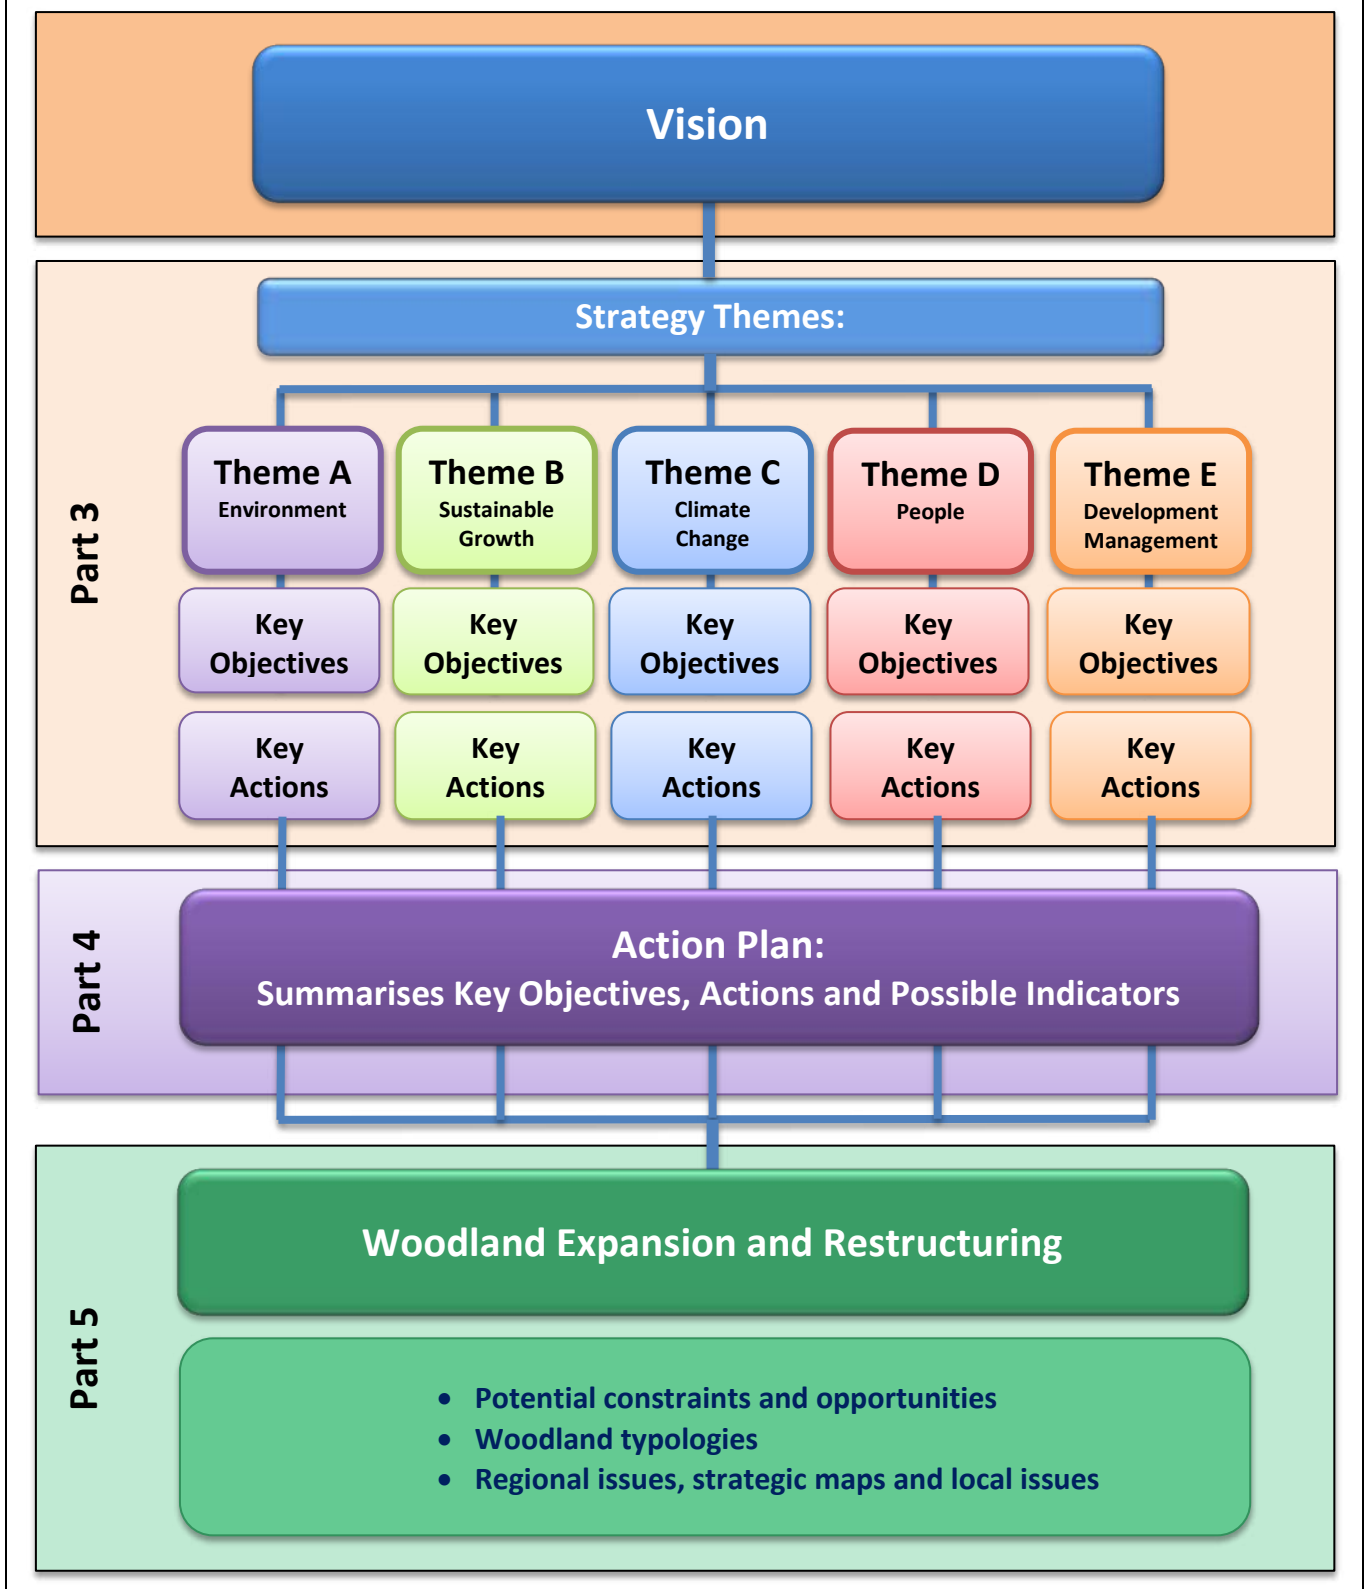 Vision
Strategy Themes:
Part 3
Theme A
Environment
Theme B
Sustainable
Growth
Theme C
Climate
Change
Theme D
People
Theme E
Development
Management
Key
Objectives
Key
Objectives
Key
Objectives
Key
Objectives
Key
Objectives
Key
Actions
Key
Actions
Key
Actions
Key
Actions
Key
Actions
Part 4
Action Plan:
Summarises Key Objectives, Actions and Possible Indicators
Part 5
Woodland Expansion and Restructuring
• Potential constraints and opportunities
• Woodland typologies
• Regional issues, strategic maps and local issues